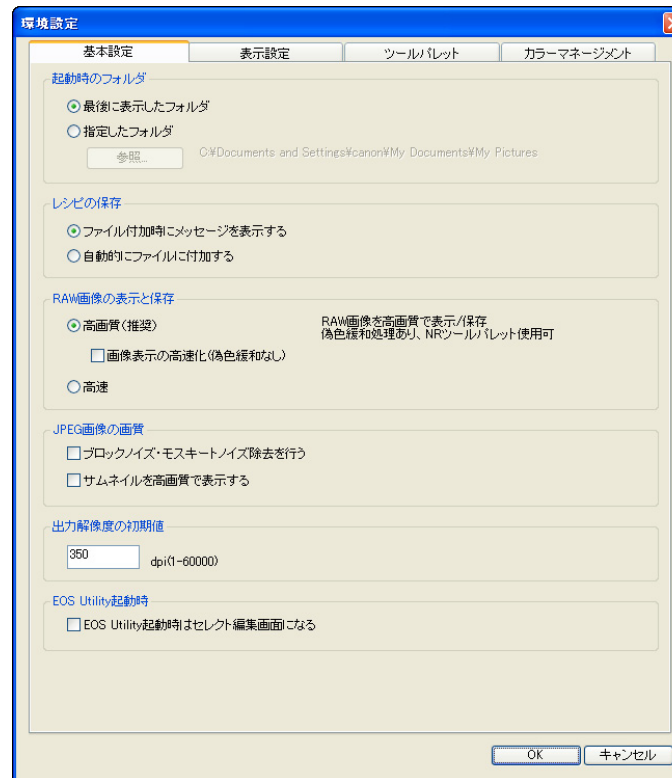 環境設定
基本設定 表示設定 ツールパレット カラーマネージメント
起動時のフォルダ
最後に表示したフォルダ
指定したフォルダ
参照... C:¥Documents and Settings¥canon¥My Documents¥My Pictures
レシピの保存
ファイル付加時にメッセージを表示する
自動的にファイルに付加する
RAW画像の表示と保存
高画質(推奨) RAW画像を高画質で表示/保存
偽色緩和処理あり、NRツールパレット使用可
画像表示の高速化(偽色緩和なし)
高速
JPEG画像の画質
ブロックノイズ・モスキートノイズ除去を行う
サムネイルを高画質で表示する
出力解像度の初期値
350 dpi(1-60000)
EOS Utility起動時
EOS Utility起動時はセレクト編集画面になる
OK キャンセル